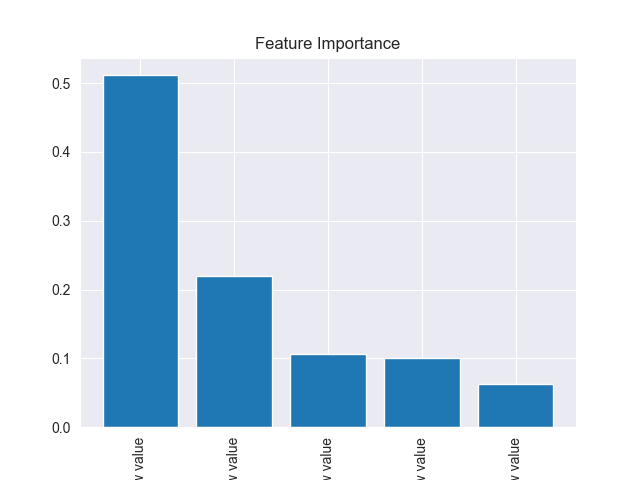 Feature Importance
0.5
0.4
0.3
0.2
0.1
0.0
w value
w value
w value
w value
w value